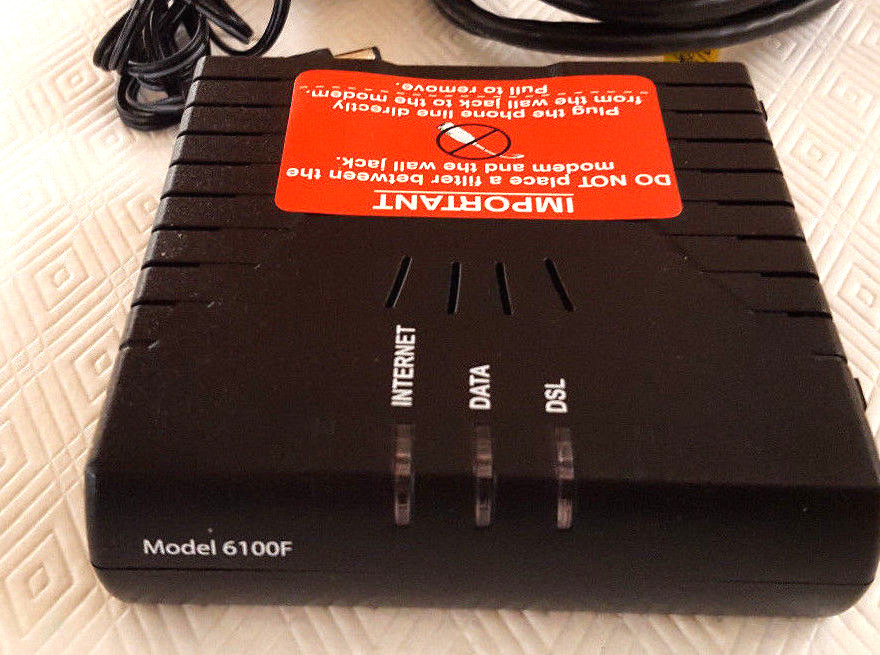 IMPORTANT
DO NOT place a filter between the
modem and the wall jack.
Plug the phone line directly
from the wall jack to the modem.
Pull to remove.
INTERNET
DATA
DSL
Model 6100F